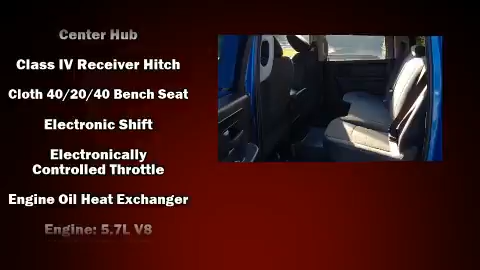 Center Hub
Class IV Receiver Hitch
Cloth 40/20/40 Bench Seat
Electronic Shift
Electronically
Controlled Throttle
Engine Oil Heat Exchanger
Engine: 5.7L V8